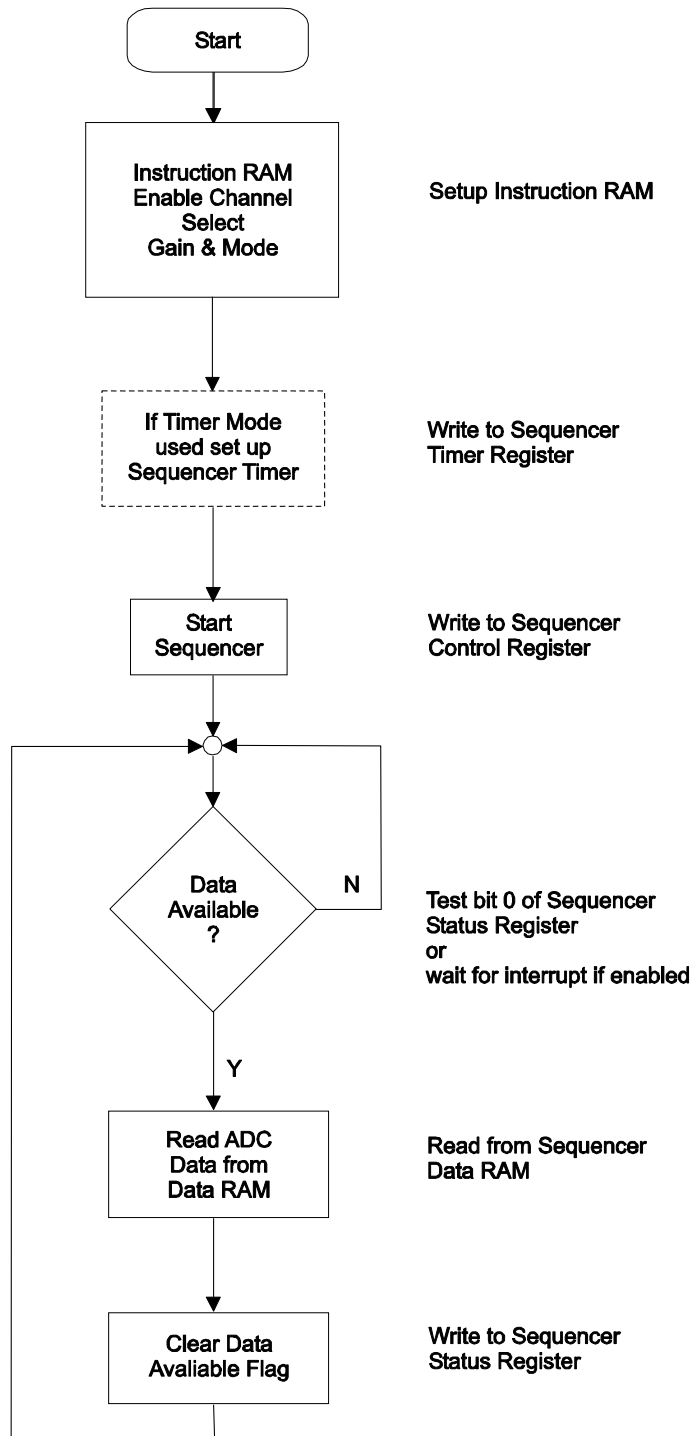 Start
Instruction RAM
Enable Channel
Select
Gain & Mode
Setup Instruction RAM
If Timer Mode
used set up
Sequencer Timer
Write to Sequencer
Timer Register
Start
Sequencer
Write to Sequencer
Control Register
Data
Available
?
N
Test bit 0 of Sequencer
Status Register
or
wait for interrupt if enabled
Y
Read ADC
Data from
Data RAM
Read from Sequencer
Data RAM
Clear Data
Avaliable Flag
Write to Sequencer
Status Register